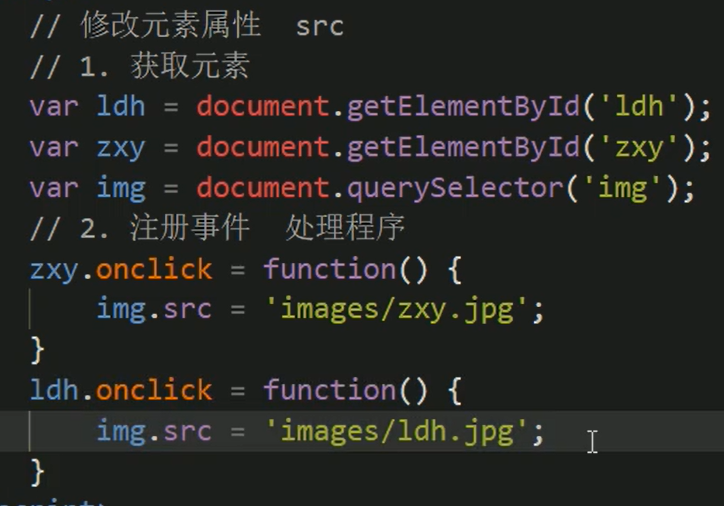 // 修改元素属性  src
// 1. 获取元素
var ldh = document.getElementById('ldh');
var zxy = document.getElementById('zxy');
var img = document.querySelector('img');
// 2. 注册事件  处理程序
zxy.onclick = function() {
    img.src = 'images/zxy.jpg';
}
ldh.onclick = function() {
    img.src = 'images/ldh.jpg';
}